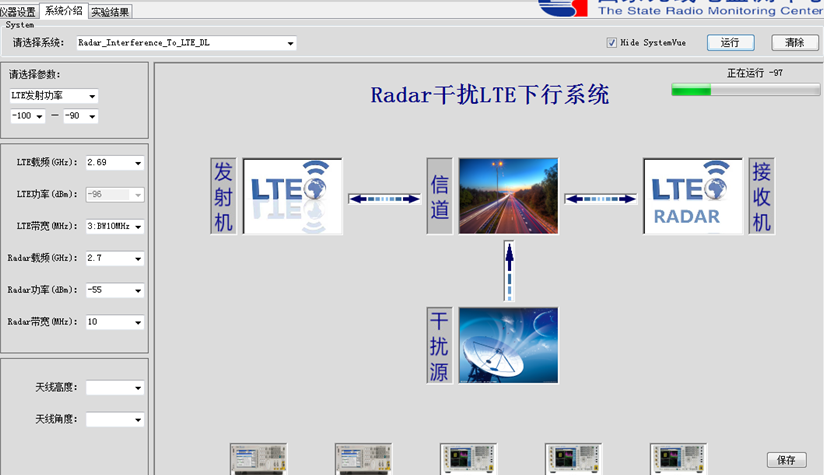 仪器设置 系统介绍 实验结果
The State Radio Monitoring Center
System
请选择系统: Radar_Interference_To_LTE_DL
Hide SystemVue 运行 清除
请选择参数:
LTE发射功率
-100 — -90
正在运行 -97
Radar干扰LTE下行系统
LTE载频(GHz): 2.69
LTE功率(dBm): -96
LTE带宽(MHz): 3:BW10MHz
Radar载频(GHz): 2.7
Radar功率(dBm): -55
Radar带宽(MHz): 10
发射机
LTE
信道
LTE
RADAR
接收机
干扰源
天线高度:
天线角度:
保存